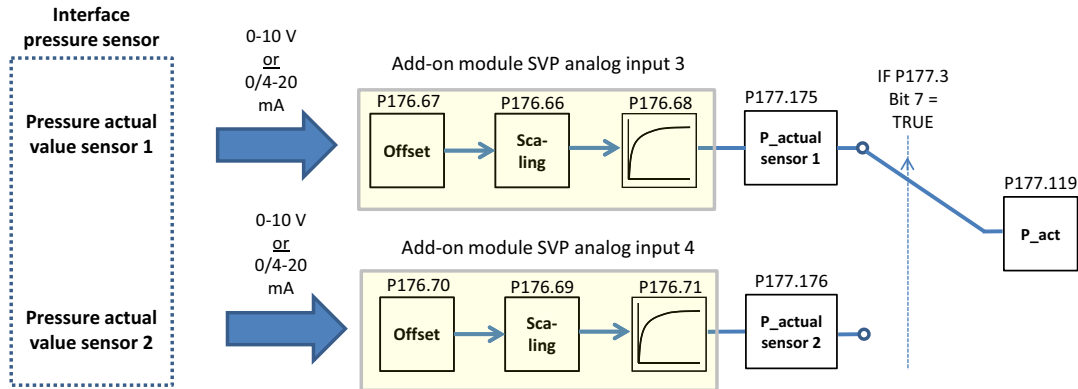 Interface
pressure sensor
0-10 V
or
0/4-20
mA
Add-on module SVP analog input 3
IF P177.3
Bit 7 =
TRUE
P176.67
P176.66
P176.68
P177.175
Pressure actual
value sensor 1
Offset
Sca-
ling
P_actual
sensor 1
P177.119
P_act
0-10 V
or
0/4-20
mA
Add-on module SVP analog input 4
P176.70
P176.69
P176.71
P177.176
Pressure actual
value sensor 2
Offset
Sca-
ling
P_actual
sensor 2